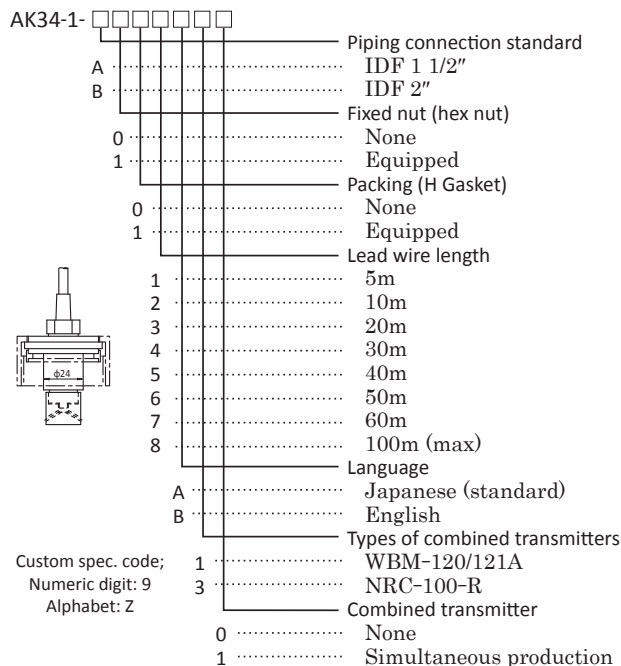 AK34-1-□□□□□□□
Piping connection standard
A IDF 1 1/2″
B IDF 2″
Fixed nut (hex nut)
0 None
1 Equipped
Packing (H Gasket)
0 None
1 Equipped
Lead wire length
1 5m
2 10m
3 20m
4 30m
5 40m
6 50m
7 60m
8 100m (max)
ϕ24
Language
A Japanese (standard)
B English
Types of combined transmitters
1 WBM-120/121A
3 NRC-100-R
Custom spec. code;
Numeric digit: 9
Alphabet: Z
Combined transmitter
0 None
1 Simultaneous production